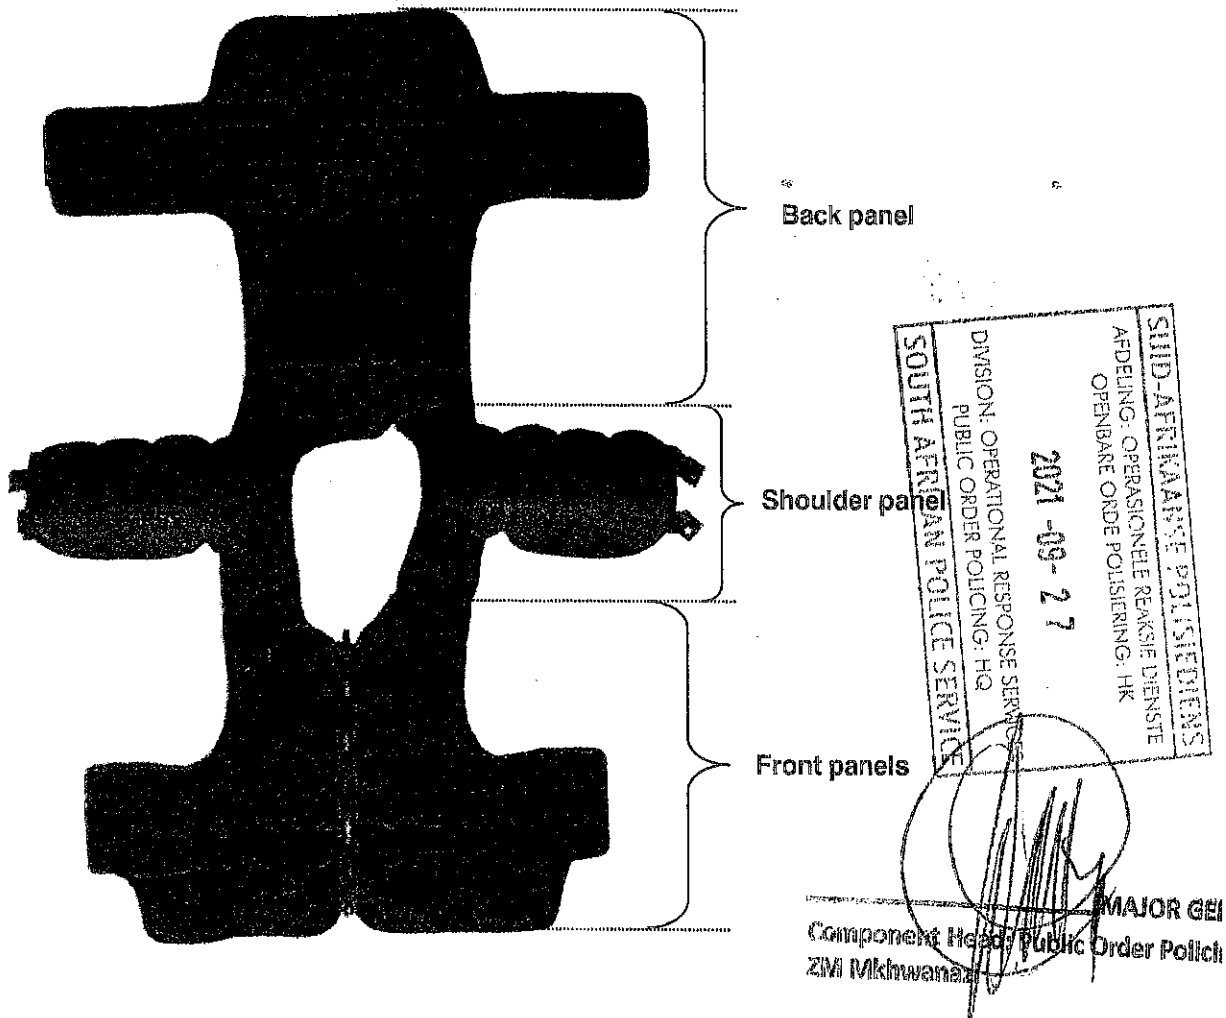 Back panel
Shoulder panel
Front panels
SUID-AFRIKAANSE POLISIEDIENS
AFDELING: OPERASIONELE REAKSIE DIENSTE
OPENBARE ORDE POLISIERING: HK
2021 -09- 27
DIVISION: OPERATIONAL RESPONSE SERVICES
PUBLIC ORDER POLICING: HQ
SOUTH AFRICAN POLICE SERVICE
MAJOR GE
Component Head: Public Order Polici
ZM Mkhwanazi